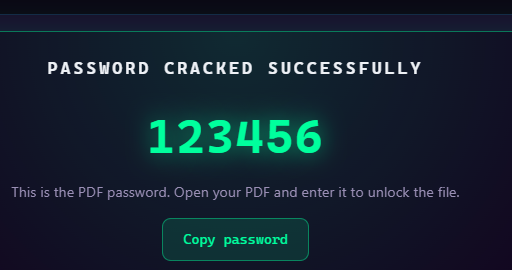 PASSWORD CRACKED SUCCESSFULLY
123456
This is the PDF password. Open your PDF and enter it to unlock the file.
Copy password